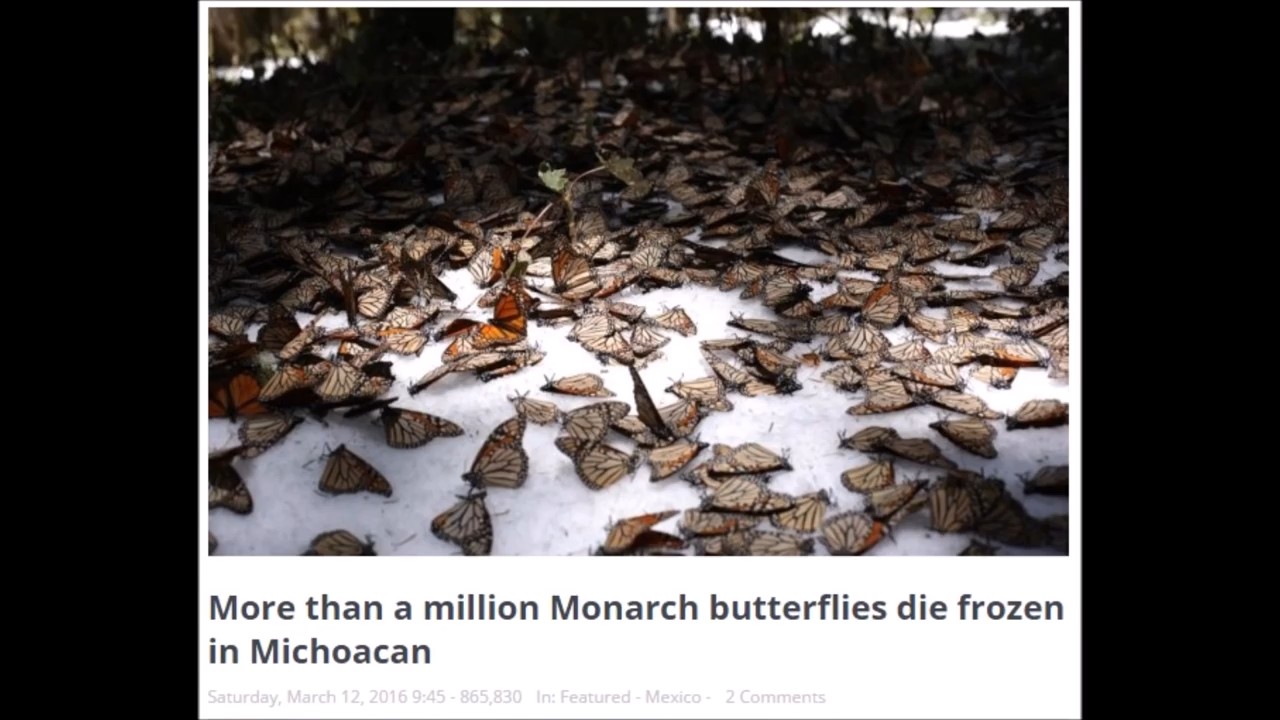 More than a million Monarch butterflies die frozen
in Michoacan
Saturday, March 12, 2016 9:45 - 865,830 In: Featured - Mexico - 2 Comments